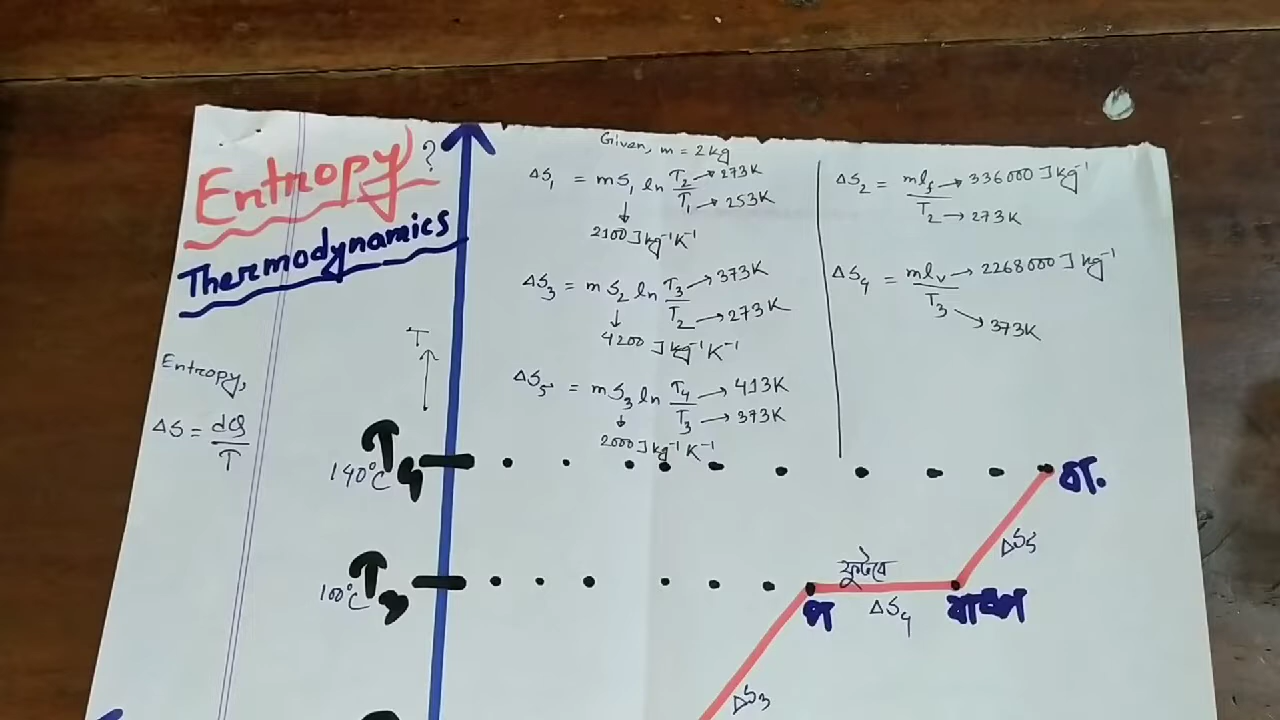 Entropy ?
Thermodynamics
Entropy,
ΔS = dQ/T
Given, m = 2kg
ΔS₁ = mS₁ ln T₂/T₁ → 273K → 253K
2100 J kg⁻¹K⁻¹
ΔS₃ = mS₂ ln T₃/T₂ → 373K → 273K
4200 J kg⁻¹K⁻¹
ΔS₅ = mS₃ ln T₄/T₃ → 413K → 373K
2000 J kg⁻¹K⁻¹
ΔS₂ = mlf/T₂ → 336000 J kg⁻¹ → 273K
ΔS₄ = mlv/T₃ → 2268000 J kg⁻¹ → 373K
T
140°C T₄
বা.
ΔS₅
100°C T₃
ফুটবে
প
ΔS₄
বাষ্প
ΔS₃